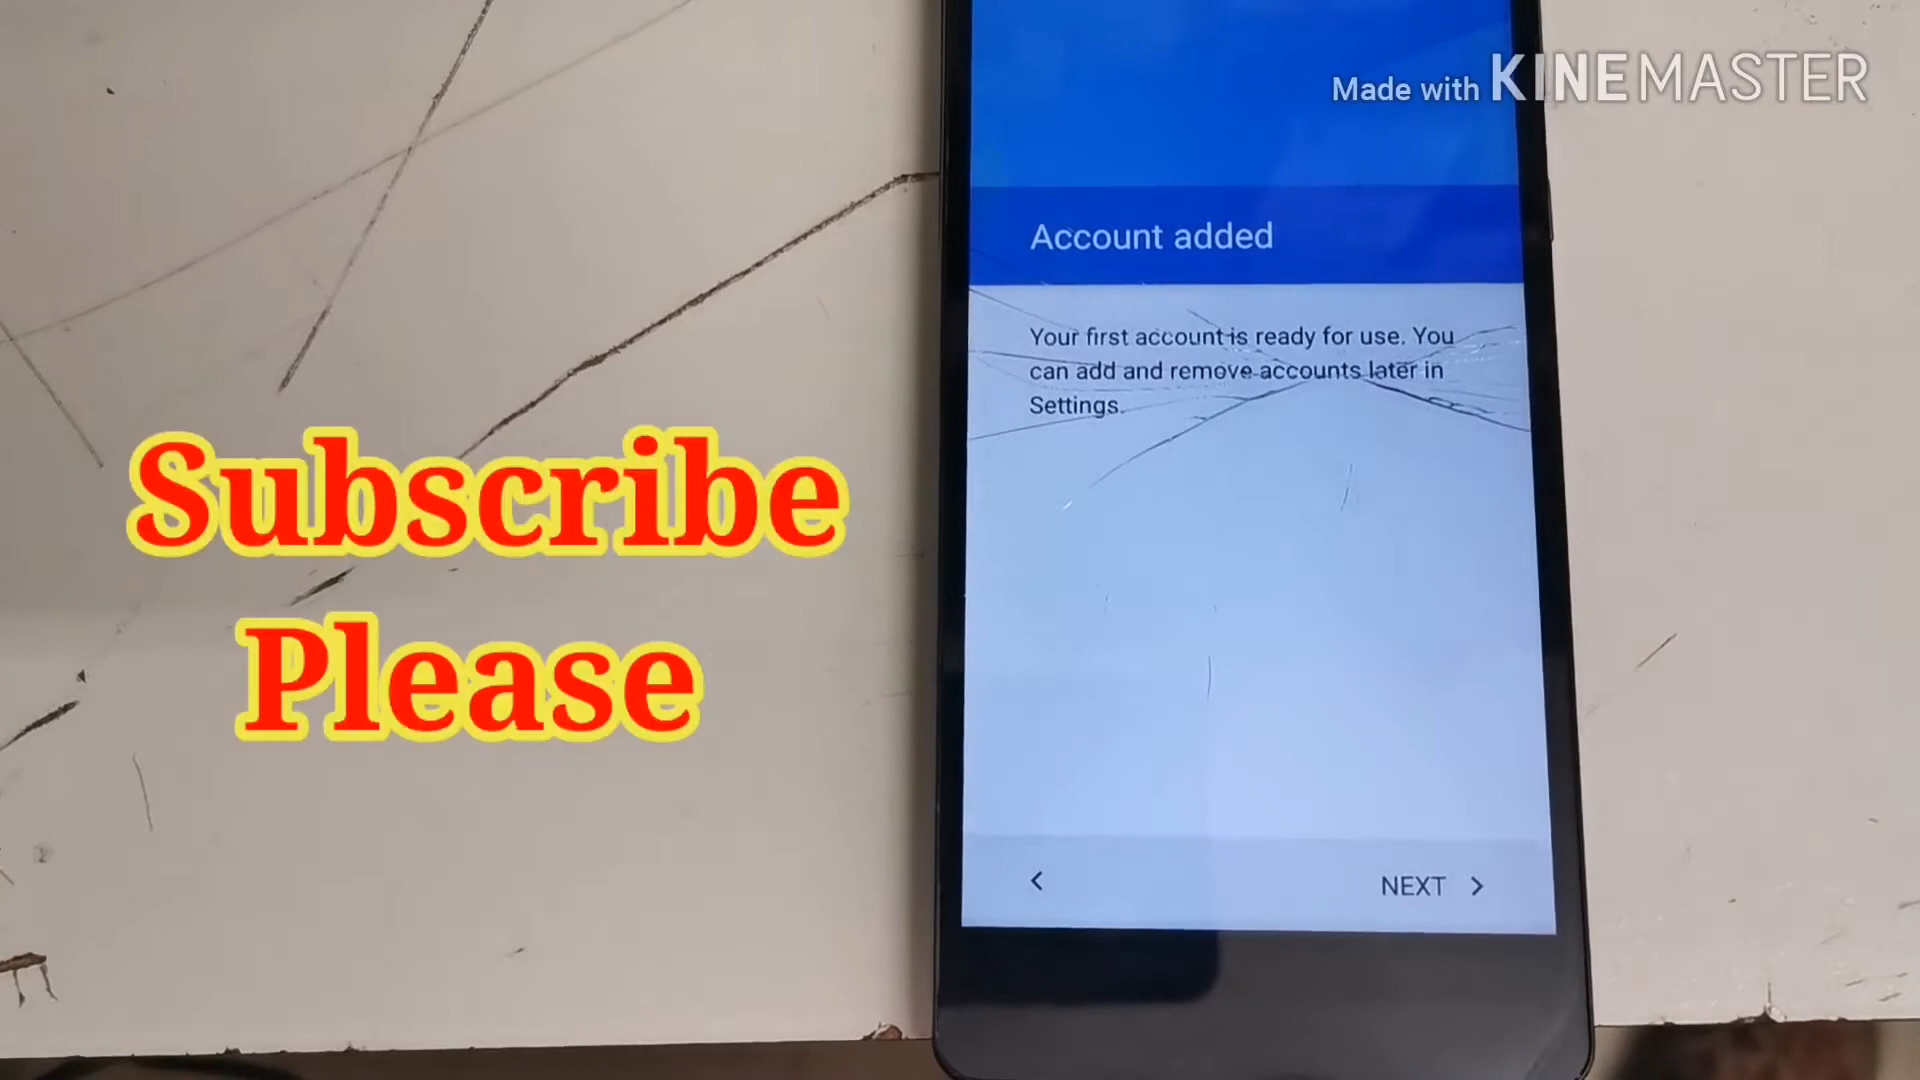 Made with KINEMASTER
Account added
Your first account is ready for use. You
can add and remove accounts later in
Settings.
Subscribe
Please
NEXT